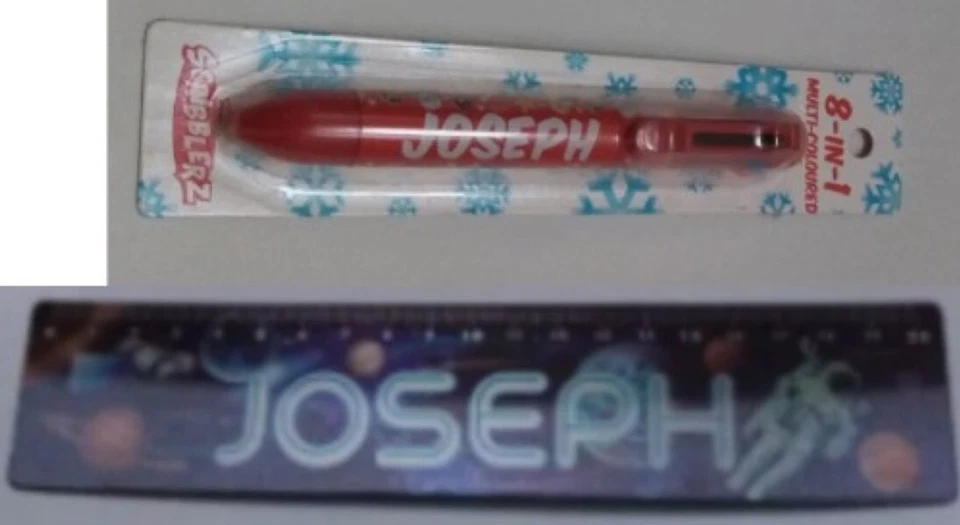 SCRIBBLERZ
JOSEPH
8-IN-1
MULTI-COLOURED
JOSEPH